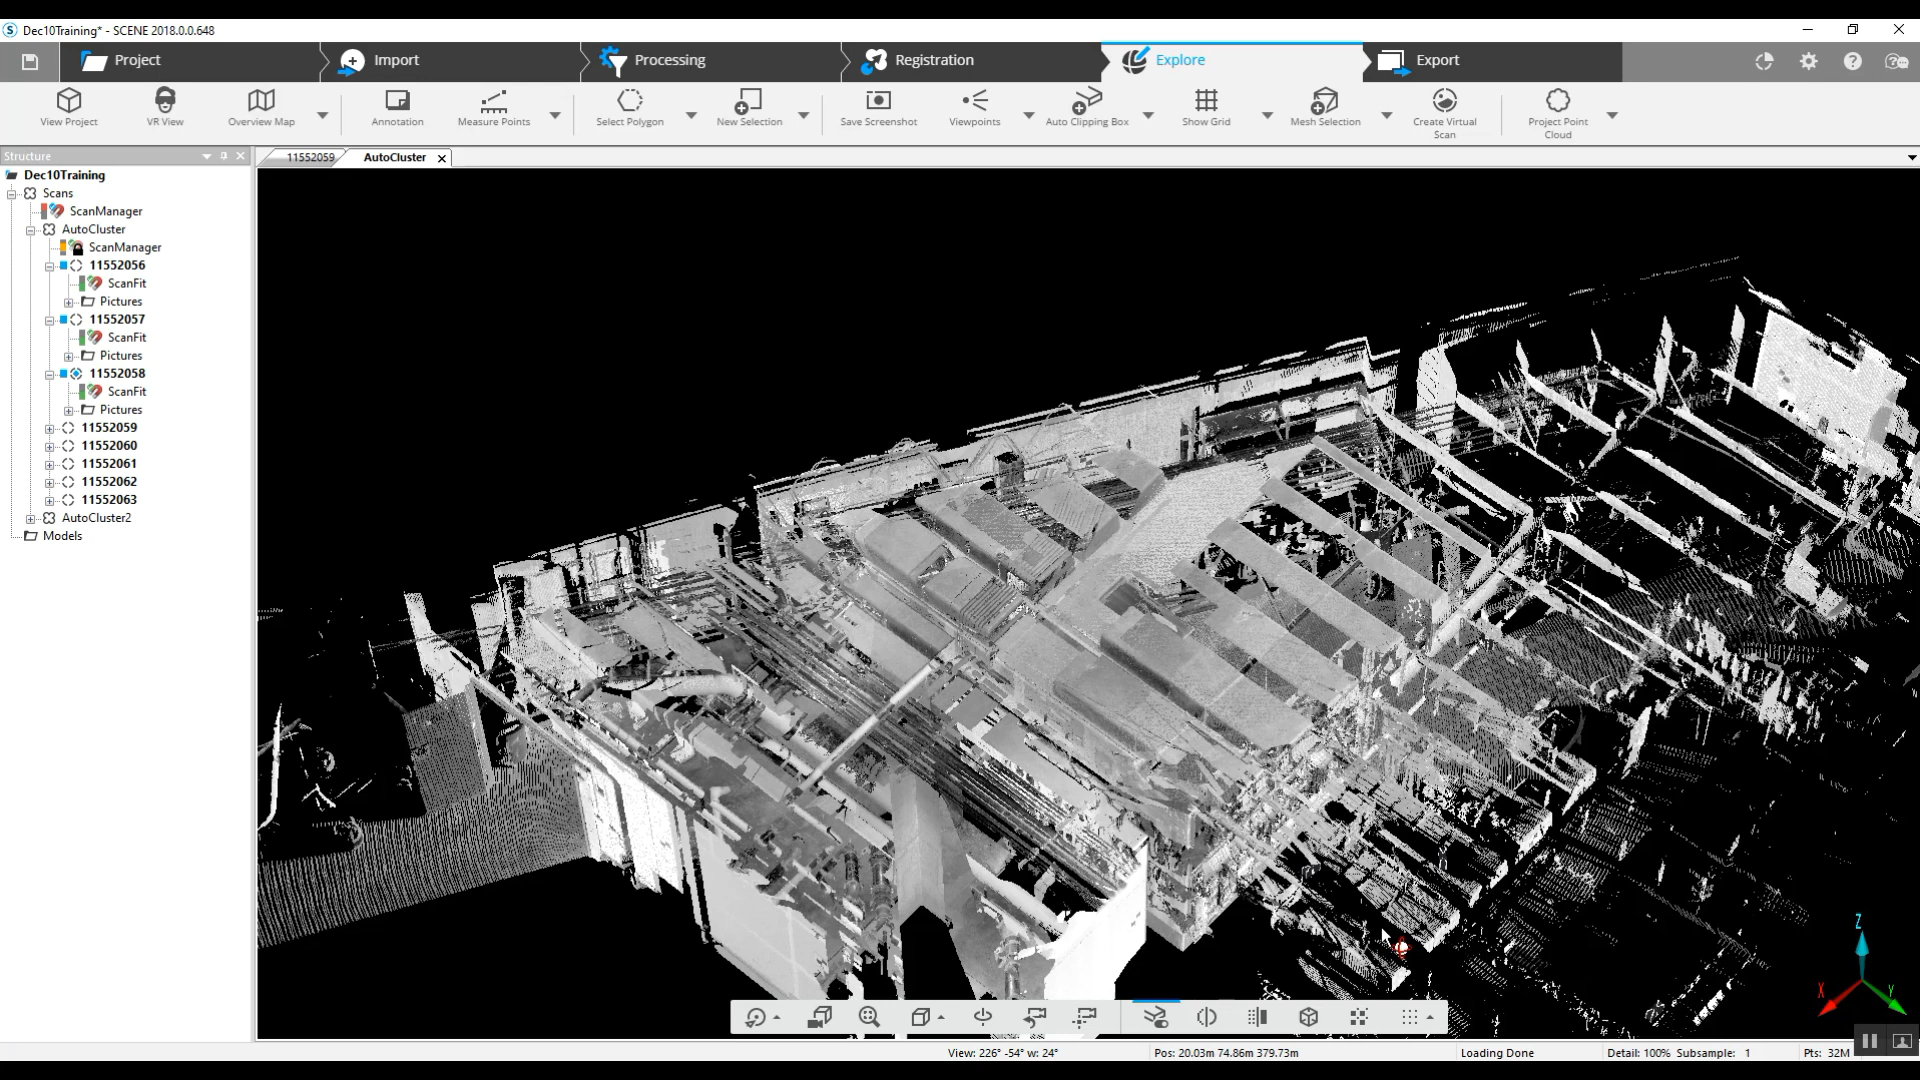 Dec10Training* - SCENE 2018.0.0.648
Project
Import
Processing
Registration
Explore
Export
View Project
VR View
Overview Map
Annotation
Measure Points
Select Polygon
New Selection
Save Screenshot
Viewpoints
Auto Clipping Box
Show Grid
Mesh Selection
Create Virtual
Scan
Project Point
Cloud
Structure
11552059
AutoCluster
Dec10Training
Scans
ScanManager
AutoCluster
ScanManager
11552056
ScanFit
Pictures
11552057
ScanFit
Pictures
11552058
ScanFit
Pictures
11552059
11552060
11552061
11552062
11552063
AutoCluster2
Models
Z
X
Y
View: 226° -54° w: 24°
Pos: 20.03m 74.86m 379.73m
Loading Done
Detail: 100% Subsample: 1
Pts: 32M